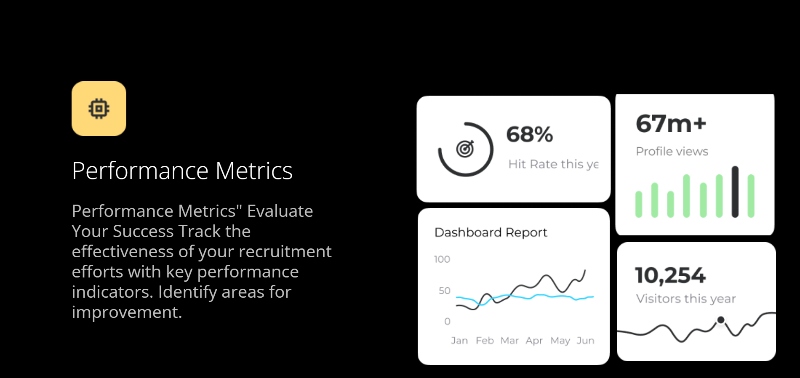 Performance Metrics
Performance Metrics" Evaluate
Your Success Track the
effectiveness of your recruitment
efforts with key performance
indicators. Identify areas for
improvement.
68%
Hit Rate this ye
67m+
Profile views
Dashboard Report
100
50
0
Jan Feb Mar Apr May Jun
10,254
Visitors this year